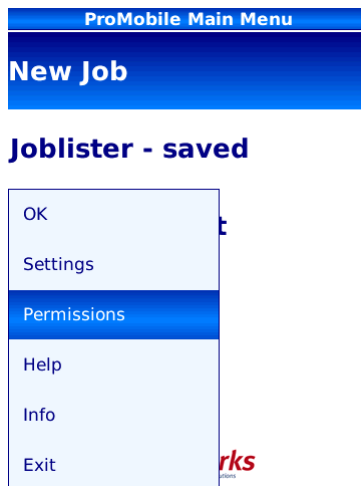 ProMobile Main Menu
New Job
Joblister - saved
OK
Settings
Permissions
Help
Info
Exit